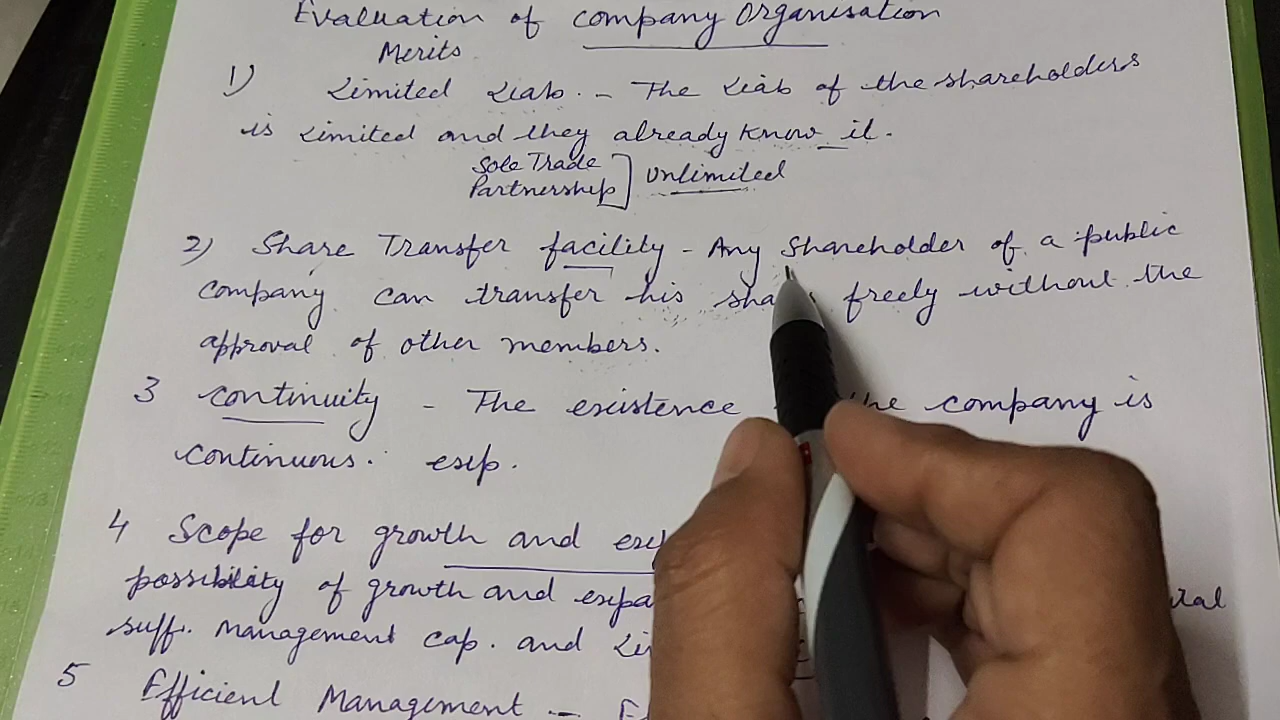 Evaluation of company Organisation
Merits
1) Limited Liab. - The Liab of the shareholders
is Limited and they already know it.
Sole Trade
Partnership] Unlimited
2) Share Transfer facility - Any Shareholder of a public
company can transfer his freely without the
approval of other members.
3 continuity - The existence the company is
continuous. exp.
4 Scope for growth and
possibility of growth and
suff. Management cap. and
5 Efficient Management -